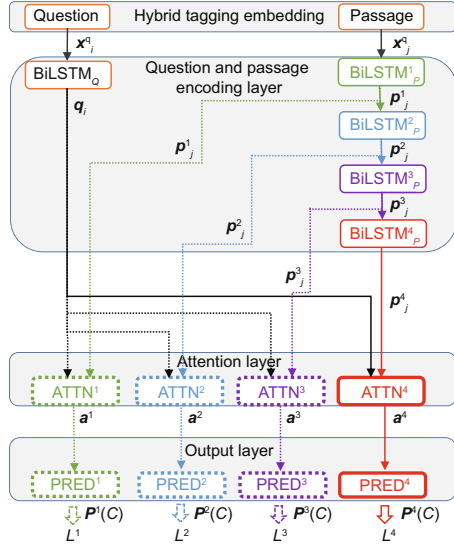 Question Hybrid tagging embedding Passage
x^q_i x^q_j
BiLSTM_Q Question and passage encoding layer BiLSTM^1_P
q_i p^1_j
BiLSTM^2_P
p^1_j p^2_j
BiLSTM^3_P
p^2_j p^3_j
BiLSTM^4_P
p^3_j p^4_j
Attention layer
ATTN^1 ATTN^2 ATTN^3 ATTN^4
a^1 a^2 a^3 a^4
Output layer
PRED^1 PRED^2 PRED^3 PRED^4
P^1(C) P^2(C) P^3(C) P^4(C)
L^1 L^2 L^3 L^4